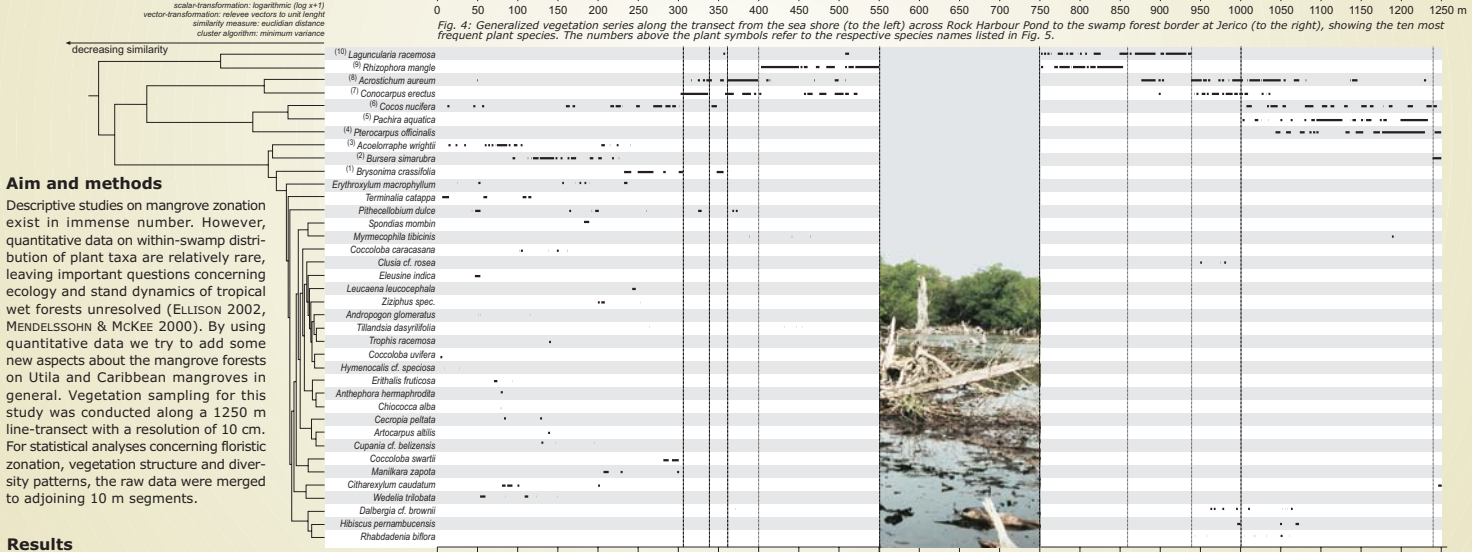 scalar-transformation: logarithmic (log x+1)
vector-transformation: relevee vectors to unit lenght
similarity measure: euclidian distance
cluster algorithm: minimum variance
decreasing similarity
0 50 100 150 200 250 300 350 400 450 500 550 600 650 700 750 800 850 900 950 1000 1050 1100 1150 1200 1250 m
Fig. 4: Generalized vegetation series along the transect from the sea shore (to the left) across Rock Harbour Pond to the swamp forest border at Jerico (to the right), showing the ten most
frequent plant species. The numbers above the plant symbols refer to the respective species names listed in Fig. 5.
(10) Laguncularia racemosa
(9) Rhizophora mangle
(8) Acrostichum aureum
(7) Conocarpus erectus
(6) Cocos nucifera
(5) Pachira aquatica
(4) Pterocarpus officinalis
(3) Acoelorraphe wrightii
(2) Bursera simarubra
(1) Brysonima crassifolia
Erythroxylum macrophyllum
Terminalia catappa
Pithecellobium dulce
Spondias mombin
Myrmecophila tibicinis
Coccoloba caracasana
Clusia cf. rosea
Eleusine indica
Leucaena leucocephala
Ziziphus spec.
Andropogon glomeratus
Tillandsia dasyrilifolia
Trophis racemosa
Coccoloba uvifera
Hymenocalis cf. speciosa
Erithalis fruticosa
Anthephora hermaphrodita
Chiococca alba
Cecropia peltata
Artocarpus altilis
Cupania cf. belizensis
Coccoloba swartii
Manilkara zapota
Citharexylum caudatum
Wedelia trilobata
Dalbergia cf. brownii
Hibiscus pernambucensis
Rhabdadenia biflora
Aim and methods
Descriptive studies on mangrove zonation
exist in immense number. However,
quantitative data on within-swamp distri-
bution of plant taxa are relatively rare,
leaving important questions concerning
ecology and stand dynamics of tropical
wet forests unresolved (ELLISON 2002,
MENDELSSOHN & MCKEE 2000). By using
quantitative data we try to add some
new aspects about the mangrove forests
on Utila and Caribbean mangroves in
general. Vegetation sampling for this
study was conducted along a 1250 m
line-transect with a resolution of 10 cm.
For statistical analyses concerning floristic
zonation, vegetation structure and diver-
sity patterns, the raw data were merged
to adjoining 10 m segments.
Results